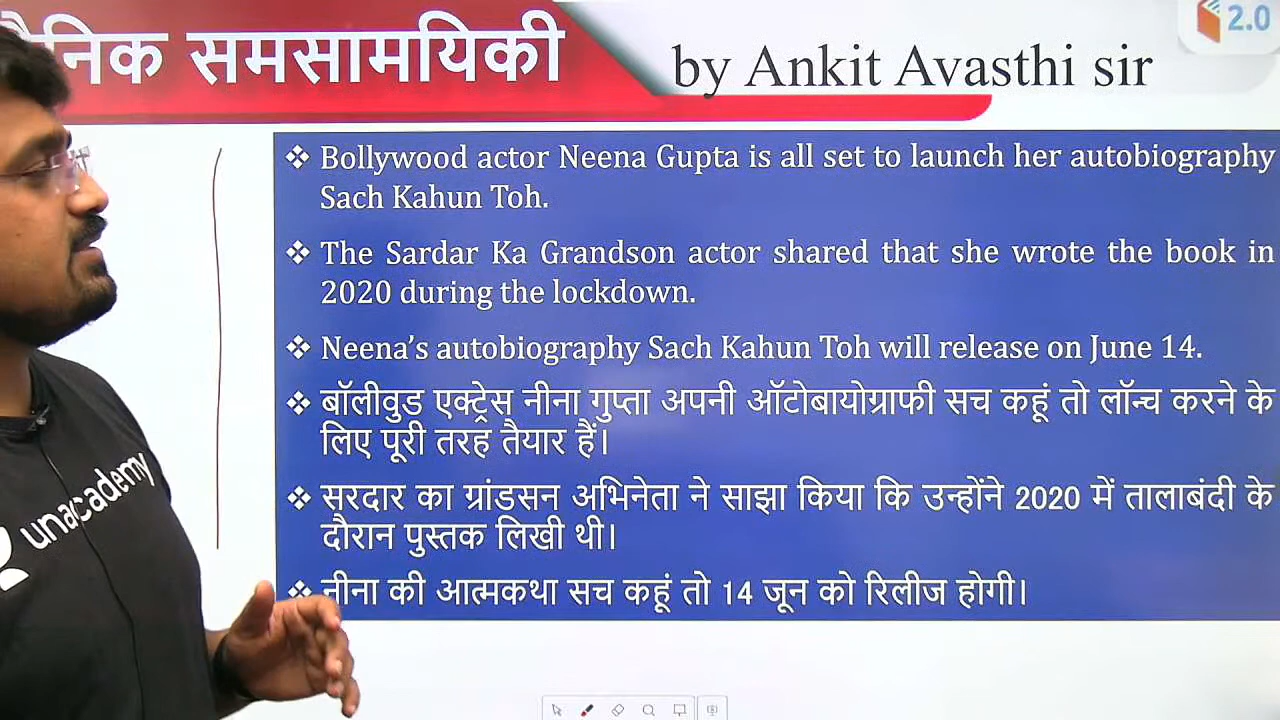 दैनिक समसामयिकी
by Ankit Avasthi sir
2.0
❖ Bollywood actor Neena Gupta is all set to launch her autobiography
Sach Kahun Toh.
❖ The Sardar Ka Grandson actor shared that she wrote the book in
2020 during the lockdown.
❖ Neena’s autobiography Sach Kahun Toh will release on June 14.
❖ बॉलीवुड एक्ट्रेस नीना गुप्ता अपनी ऑटोबायोग्राफी सच कहूं तो लॉन्च करने के
लिए पूरी तरह तैयार हैं।
❖ सरदार का ग्रांडसन अभिनेता ने साझा किया कि उन्होंने 2020 में तालाबंदी के
दौरान पुस्तक लिखी थी।
❖ नीना की आत्मकथा सच कहूं तो 14 जून को रिलीज होगी।
unacademy